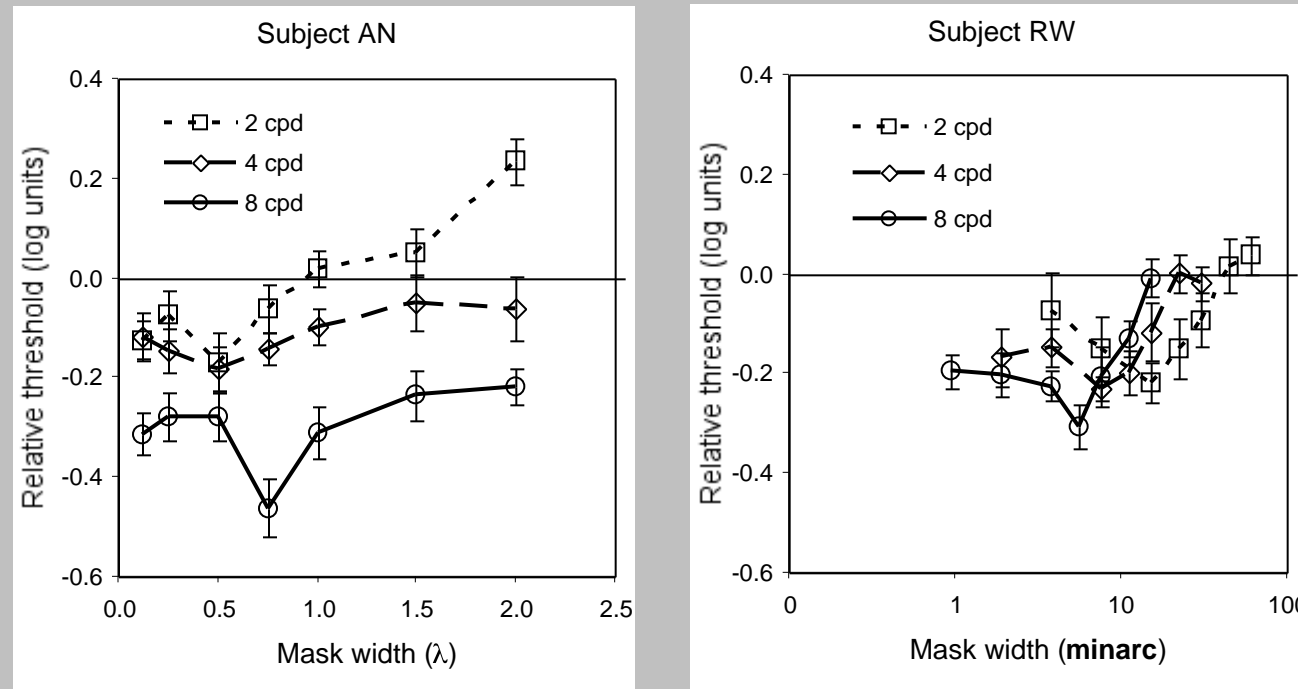 Subject AN
Relative threshold (log units)
0.4
0.2
0.0
-0.2
-0.4
-0.6
2 cpd
4 cpd
8 cpd
0.0 0.5 1.0 1.5 2.0 2.5
Mask width (λ)
Subject RW
Relative threshold (log units)
0.4
0.2
0.0
-0.2
-0.4
-0.6
2 cpd
4 cpd
8 cpd
0 1 10 100
Mask width (minarc)